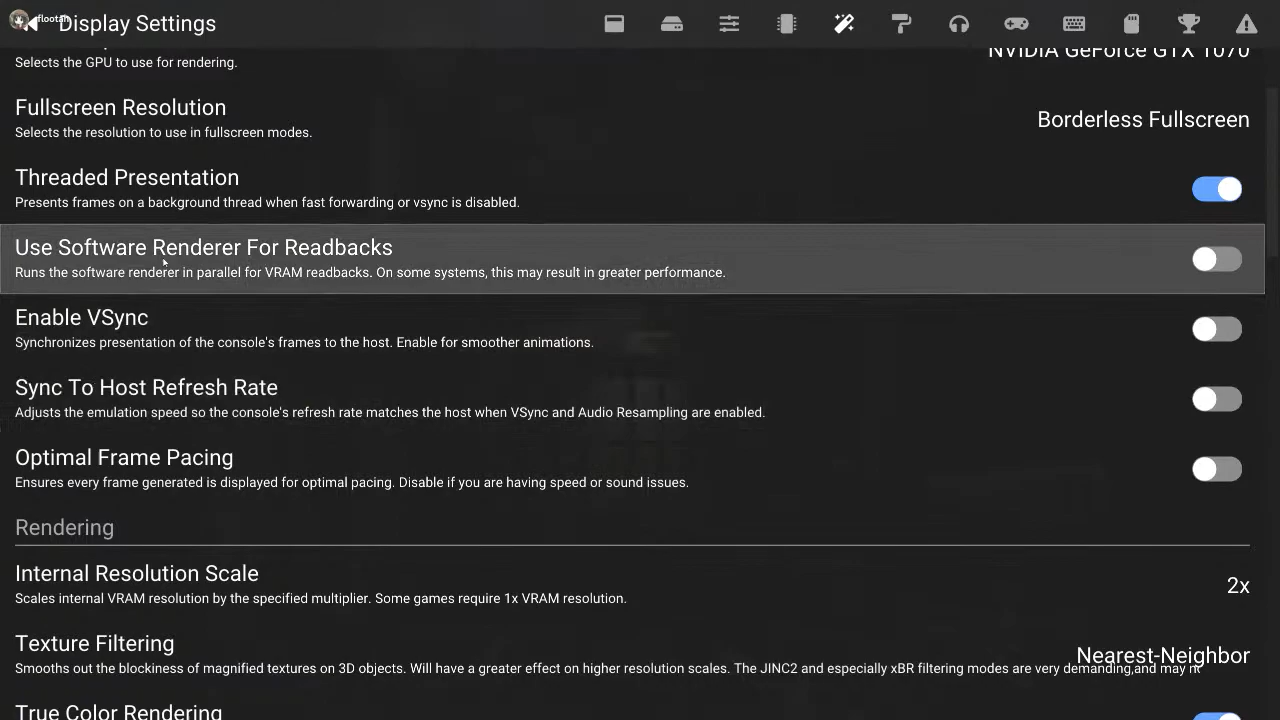 flootan
Display Settings
Selects the GPU to use for rendering.
NVIDIA GeForce GTX 1070
Fullscreen Resolution
Selects the resolution to use in fullscreen modes.
Borderless Fullscreen
Threaded Presentation
Presents frames on a background thread when fast forwarding or vsync is disabled.
Use Software Renderer For Readbacks
Runs the software renderer in parallel for VRAM readbacks. On some systems, this may result in greater performance.
Enable VSync
Synchronizes presentation of the console's frames to the host. Enable for smoother animations.
Sync To Host Refresh Rate
Adjusts the emulation speed so the console's refresh rate matches the host when VSync and Audio Resampling are enabled.
Optimal Frame Pacing
Ensures every frame generated is displayed for optimal pacing. Disable if you are having speed or sound issues.
Rendering
Internal Resolution Scale
Scales internal VRAM resolution by the specified multiplier. Some games require 1x VRAM resolution.
2x
Texture Filtering
Smooths out the blockiness of magnified textures on 3D objects. Will have a greater effect on higher resolution scales. The JINC2 and especially xBR filtering modes are very demanding,and may
Nearest-Neighbor
True Color Rendering